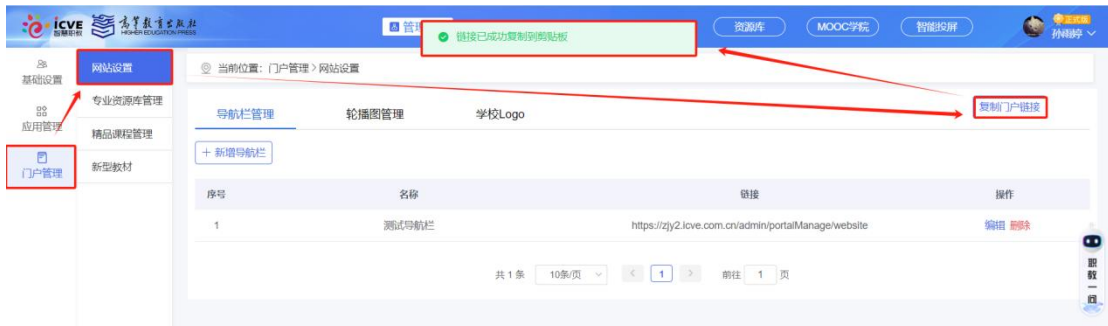 icve 智慧职教 高等教育出版社 HIGHER EDUCATION PRESS
链接已成功复制到剪贴板
资源库 MOOC学院 智能投屏
正式版
孙翊婷
基础设置
应用管理
门户管理
网站设置
专业资源库管理
精品课程管理
新型教材
当前位置：门户管理>网站设置
导航栏管理 轮播图管理 学校Logo 复制门户链接
+ 新增导航栏
序号 名称 链接 操作
1 测试导航栏 https://zjy2.icve.com.cn/admin/portalManage/website 编辑 删除
共 1 条 10条/页 < 1 > 前往 1 页
职教一问